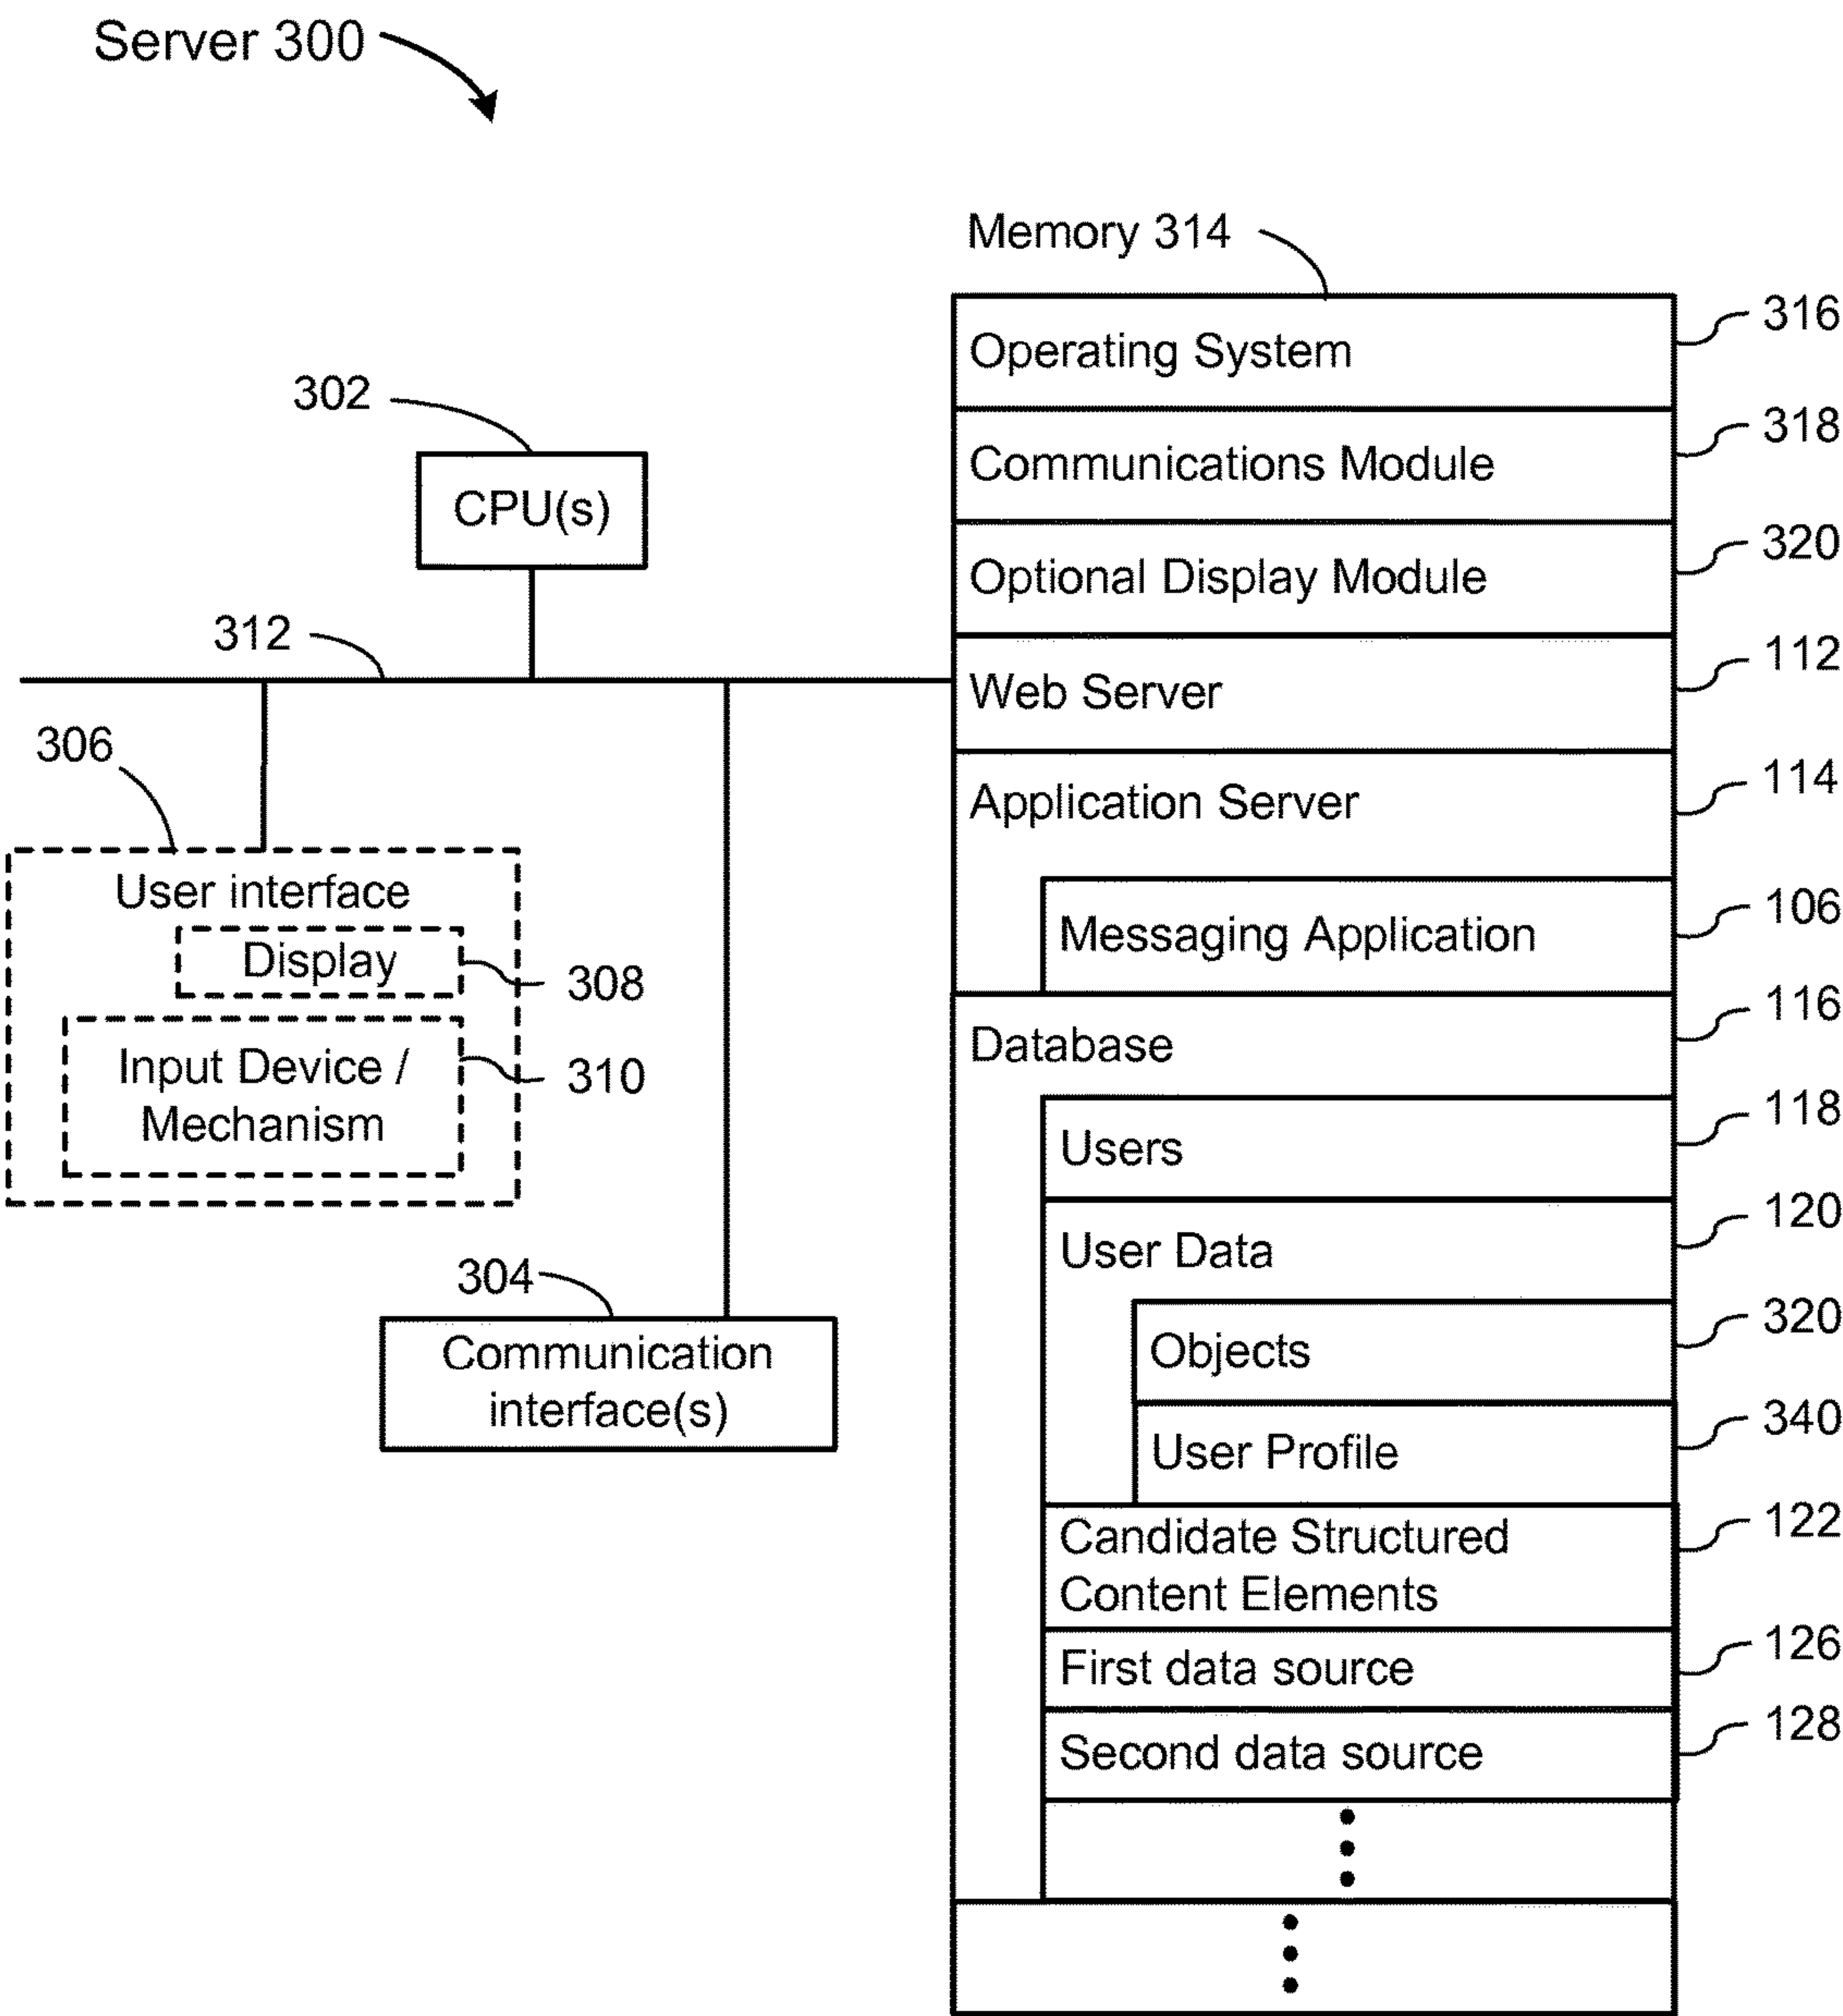 Server 300
Memory 314
Operating System
316
Communications Module
318
Optional Display Module
320
Web Server
112
Application Server
114
Messaging Application
106
Database
116
Users
118
User Data
120
Objects
320
User Profile
340
Candidate Structured
Content Elements
122
First data source
126
Second data source
128
302
CPU(s)
312
306
User interface
Display
308
Input Device /
Mechanism
310
304
Communication
interface(s)